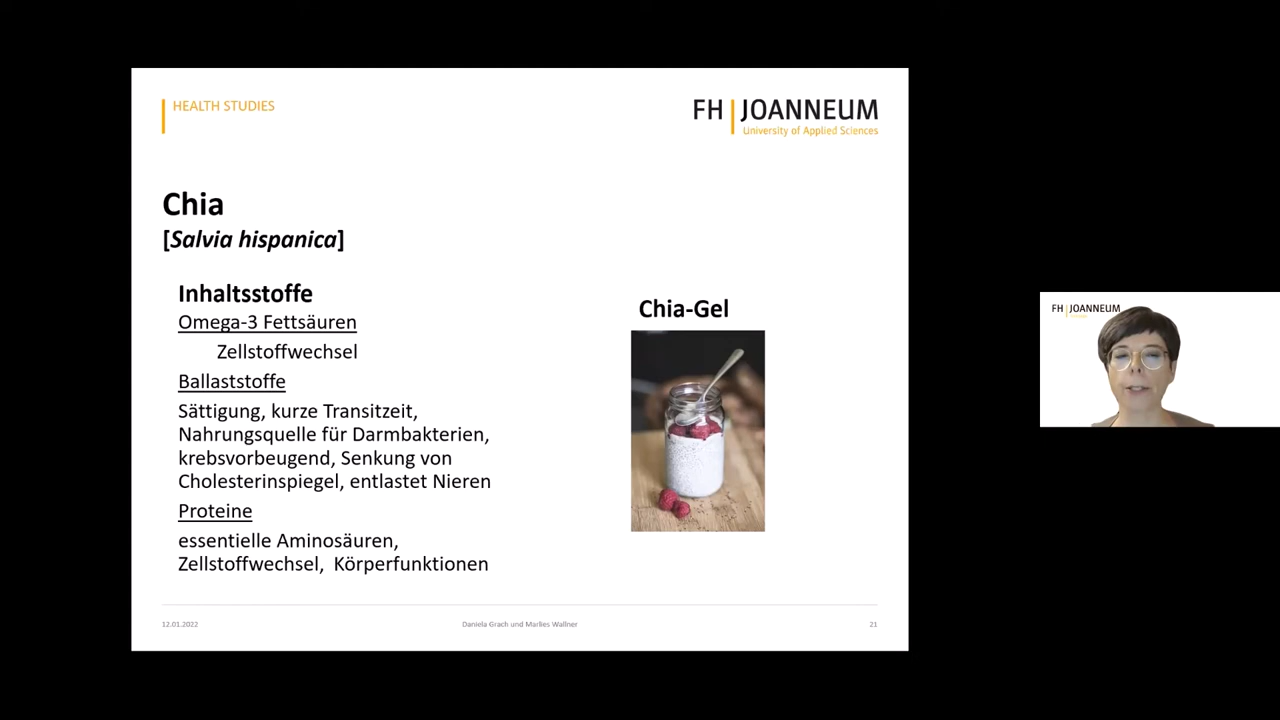 HEALTH STUDIES
FH JOANNEUM
University of Applied Sciences
Chia
[Salvia hispanica]
Inhaltsstoffe
Omega-3 Fettsäuren
Zellstoffwechsel
Ballaststoffe
Sättigung, kurze Transitzeit,
Nahrungsquelle für Darmbakterien,
krebsvorbeugend, Senkung von
Cholesterinspiegel, entlastet Nieren
Proteine
essentielle Aminosäuren,
Zellstoffwechsel, Körperfunktionen
Chia-Gel
12.01.2022
Daniela Grach und Marlies Wallner
21
FH JOANNEUM